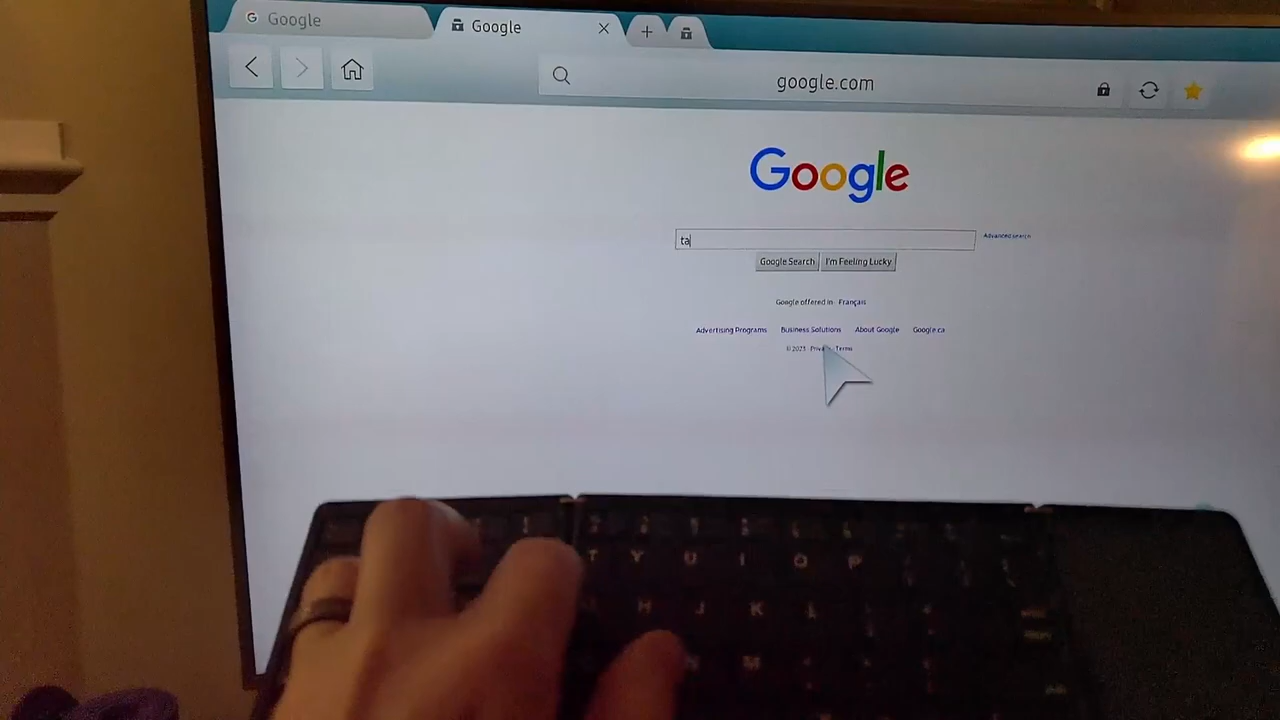 Google
Google
google.com
Google
ta
Advanced search
Google Search
I'm Feeling Lucky
Google offered in: Français
Advertising Programs
Business Solutions
About Google
Google.ca
© 2023
Terms
T Y U I O P
H J K L
N M